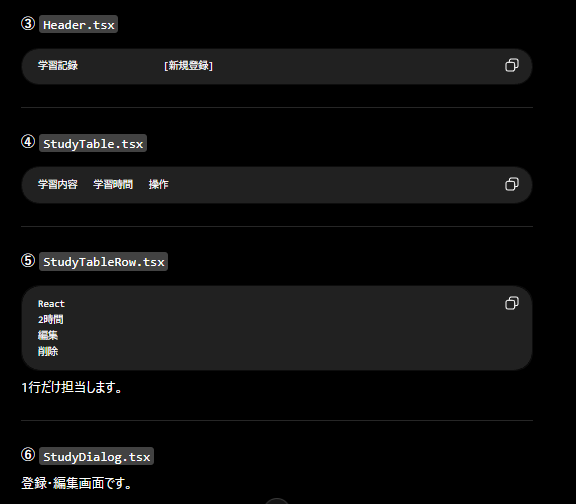 ③ Header.tsx
学習記録 [新規登録]
④ StudyTable.tsx
学習内容 学習時間 操作
⑤ StudyTableRow.tsx
React
2時間
編集
削除
1行だけ担当します。
⑥ StudyDialog.tsx
登録・編集画面です。